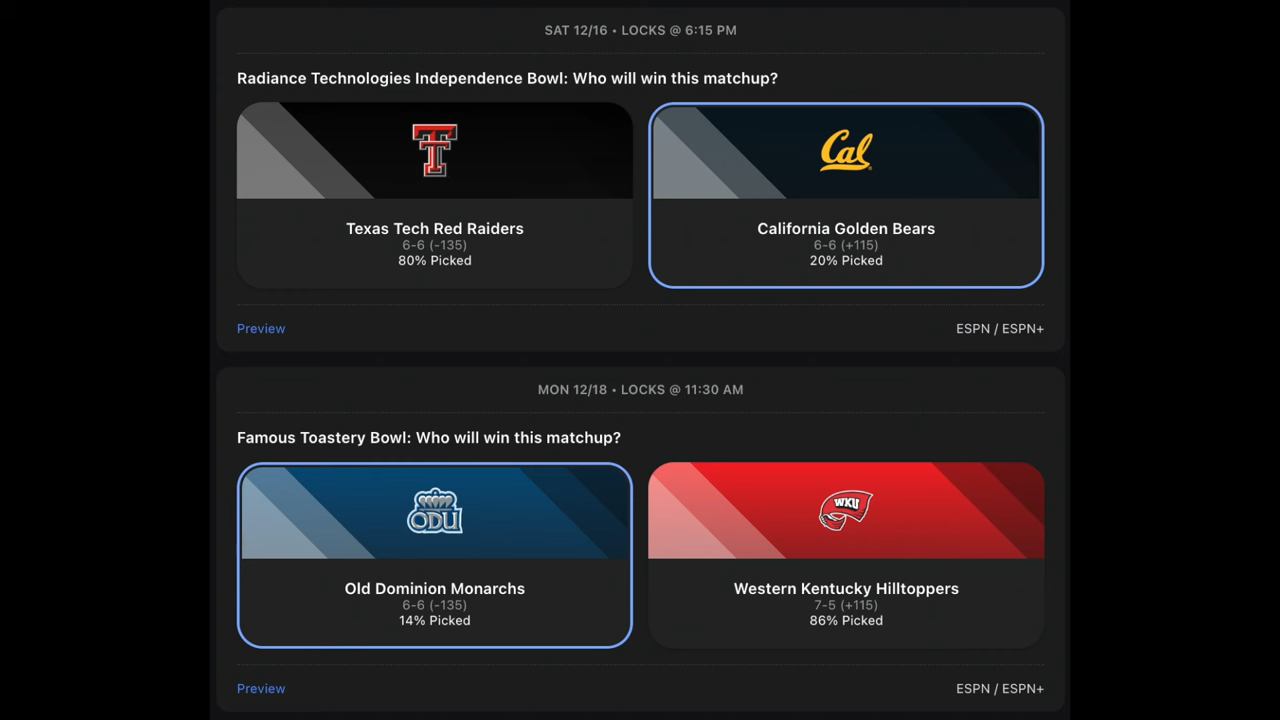 SAT 12/16 • LOCKS @ 6:15 PM
Radiance Technologies Independence Bowl: Who will win this matchup?
T
Cal
Texas Tech Red Raiders
6-6 (-135)
80% Picked
California Golden Bears
6-6 (+115)
20% Picked
Preview
ESPN / ESPN+
MON 12/18 • LOCKS @ 11:30 AM
Famous Toastery Bowl: Who will win this matchup?
ODU
WKU
Old Dominion Monarchs
6-6 (-135)
14% Picked
Western Kentucky Hilltoppers
7-5 (+115)
86% Picked
Preview
ESPN / ESPN+